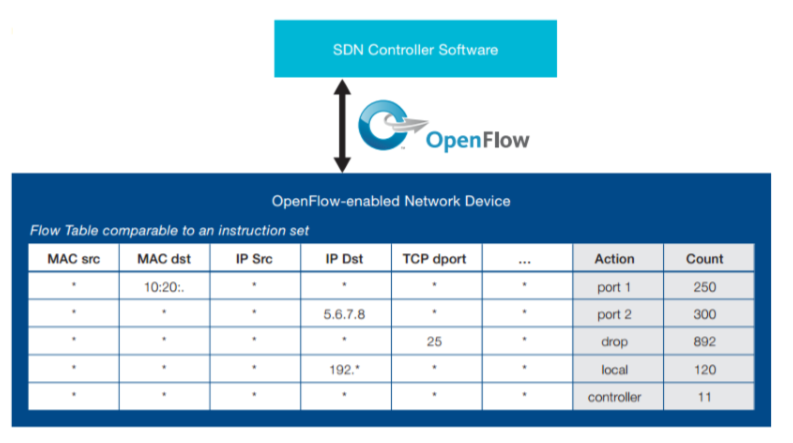 SDN Controller Software
OpenFlow
OpenFlow-enabled Network Device
Flow Table comparable to an instruction set
MAC src MAC dst IP Src IP Dst TCP dport ... Action Count
* 10:20:. * * * * port 1 250
* * * 5.6.7.8 * * port 2 300
* * * * 25 * drop 892
* * * 192.* * * local 120
* * * * * * controller 11